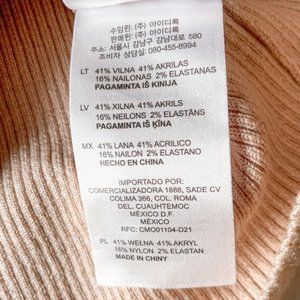 수입원: (주) 아이디룩
판매원: (주) 아이디룩
주소: 서울시 강남구 강남대로 580
소비자 상담실: 080-455-8994
LT 41% VILNA 41% AKRILAS
16% NAILONAS 2% ELASTANAS
PAGAMINTA IŠ KINIJA
LV 41% XILNA 41% AKRILS
16% NEILONS 2% ELASTĀNS
PAGAMINTA IŠ ĶĪNA
MX 41% LANA 41% ACRILICO
16% NAILON 2% ELASTANO
HECHO EN CHINA
IMPORTADO POR:
COMERCIALIZADORA 1888, SADE CV
COLIMA 366, COL. ROMA
DEL. CUAUHTEMOC
MÉXICO D.F.
MÉXICO
RFC: CMO01104-D21
PL 41% WEŁNA 41% AKRYL
16% NYLON 2% ELASTAN
MADE IN CHINY